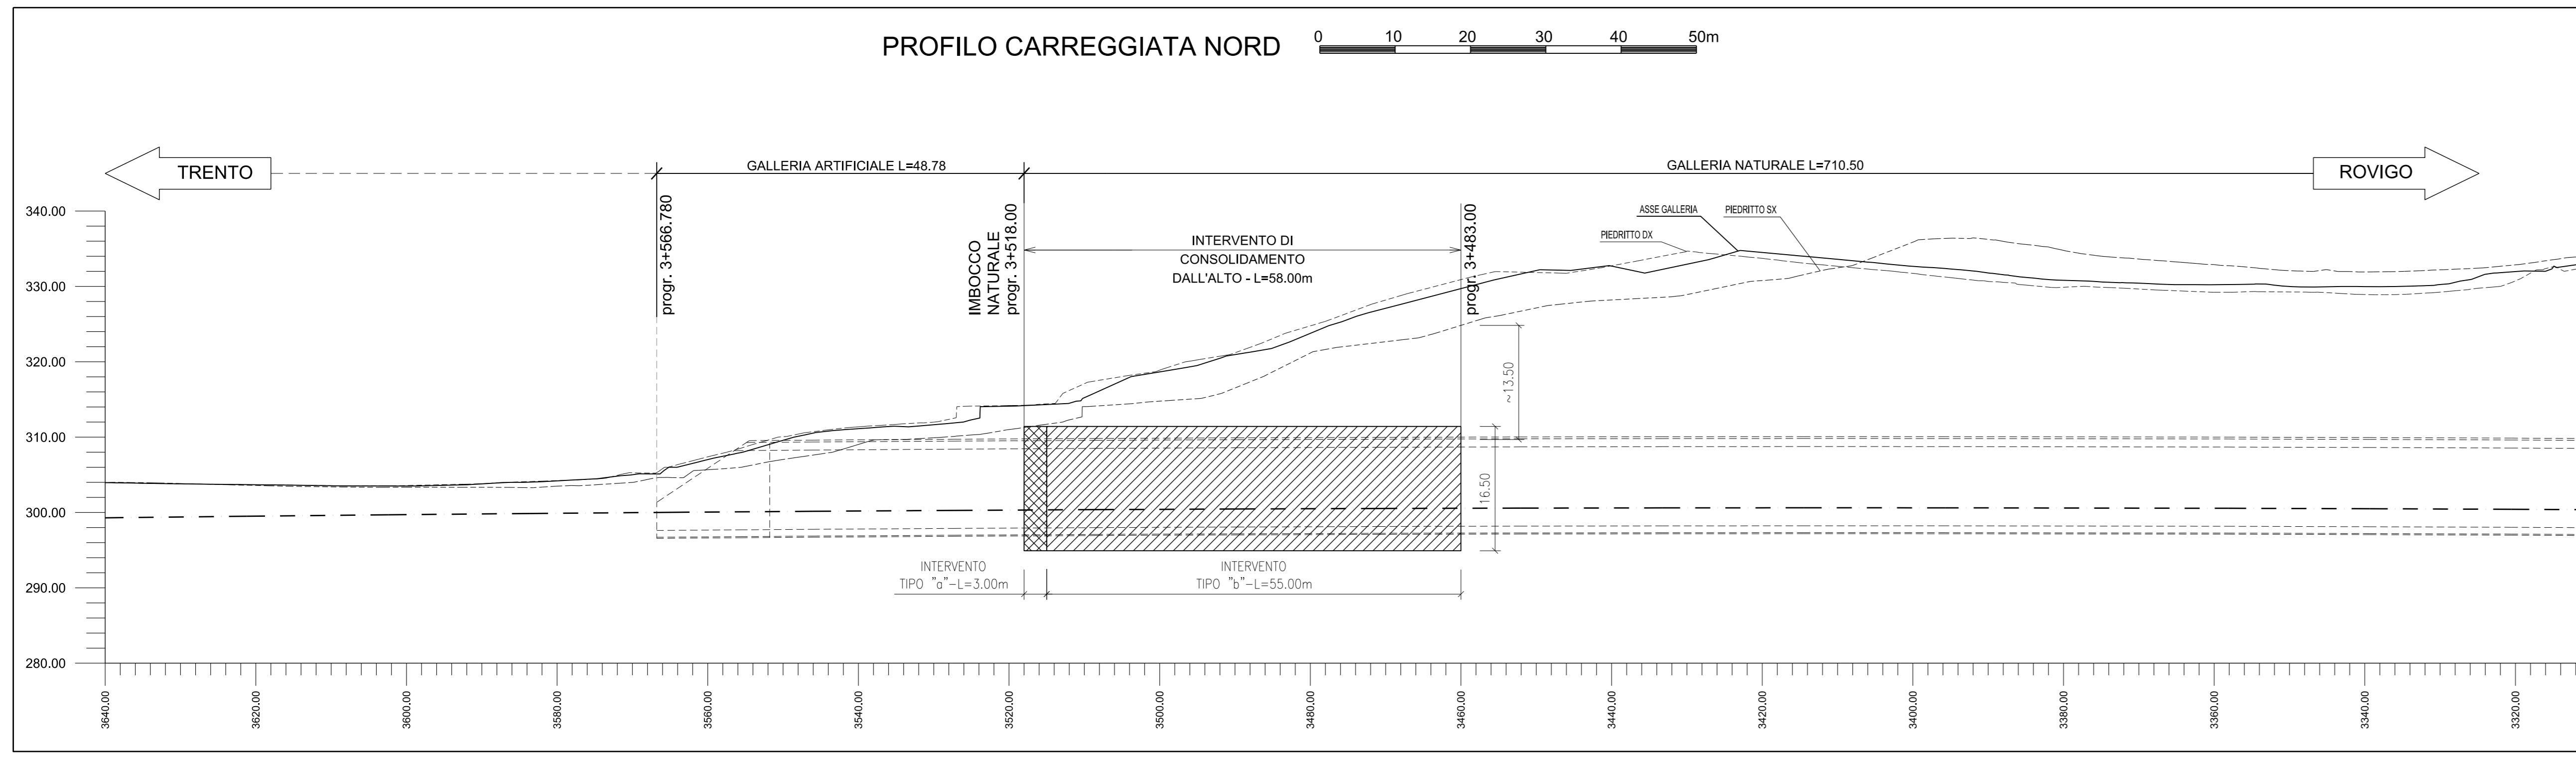 PROFILO CARREGGIATA NORD
0 10 20 30 40 50m
TRENTO
GALLERIA ARTIFICIALE L=48.78
GALLERIA NATURALE L=710.50
ROVIGO
340.00
330.00
320.00
310.00
300.00
290.00
280.00
progr. 3+566.780
IMBOCCO
NATURALE
progr. 3+518.00
INTERVENTO DI
CONSOLIDAMENTO
DALL'ALTO - L=58.00m
progr. 3+483.00
PIEDRITTO DX
ASSE GALLERIA
PIEDRITTO SX
~13.50
16.50
INTERVENTO
TIPO "a"-L=3.00m
INTERVENTO
TIPO "b"-L=55.00m
3640.00
3620.00
3600.00
3580.00
3560.00
3540.00
3520.00
3500.00
3480.00
3460.00
3440.00
3420.00
3400.00
3380.00
3360.00
3340.00
3320.00